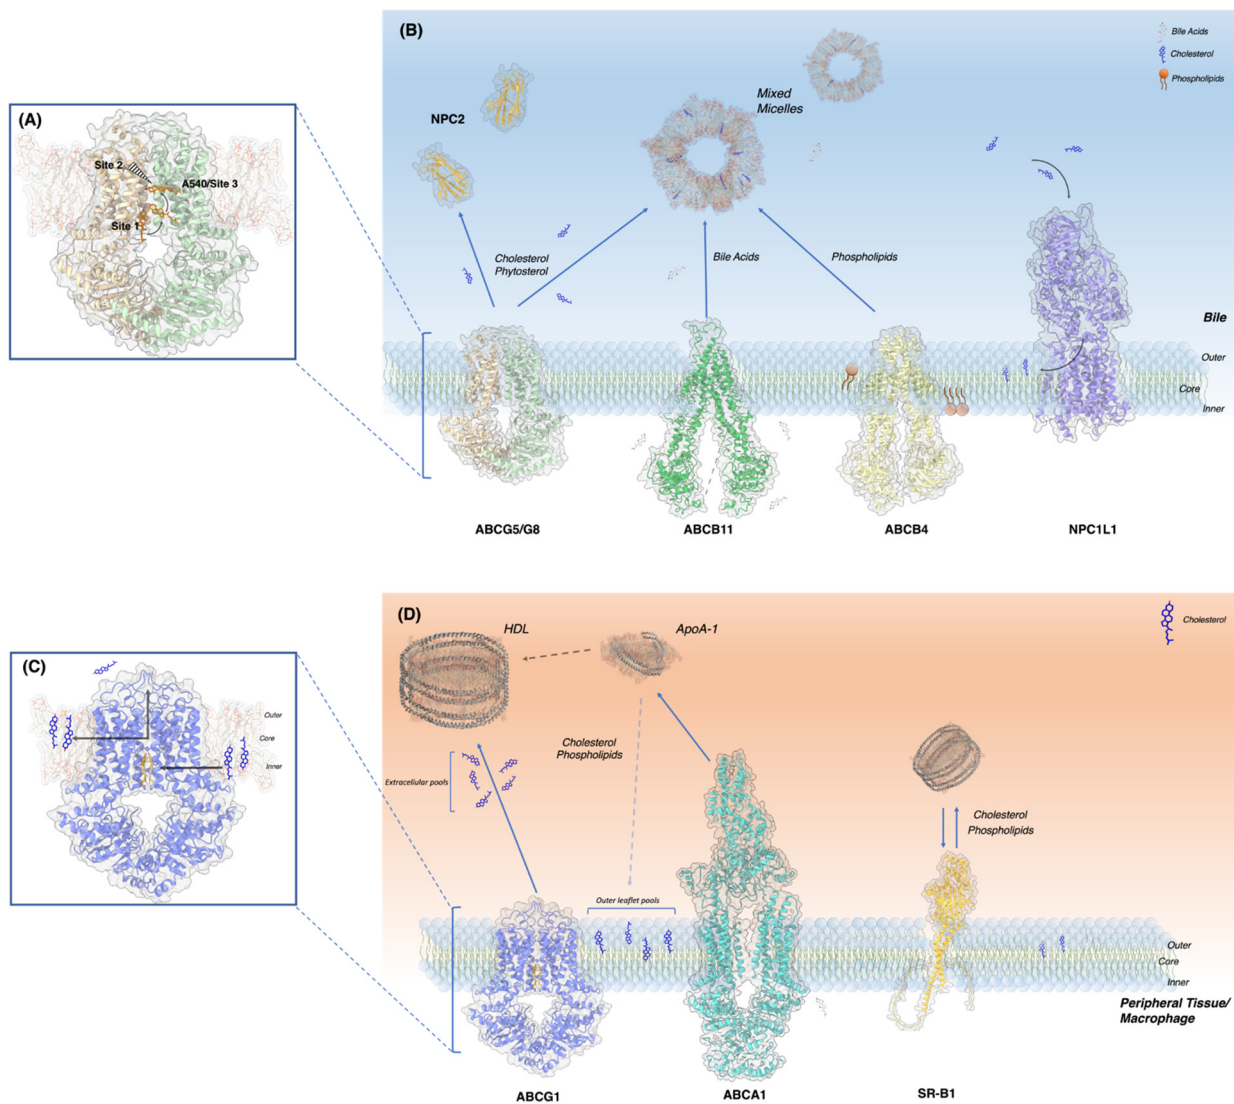 (A)
Site 2
A540/Site 3
Site 1
(B)
Bile Acids
Cholesterol
Phospholipids
NPC2
Mixed
Micelles
Cholesterol
Phytosterol
Bile Acids
Phospholipids
Bile
Outer
Core
Inner
ABCG5/G8
ABCB11
ABCB4
NPC1L1
(C)
Outer
Core
Inner
(D)
HDL
ApoA-1
Cholesterol
Cholesterol
Phospholipids
Extracellular pools
Cholesterol
Phospholipids
Outer leaflet pools
Outer
Core
Inner
Peripheral Tissue/
Macrophage
ABCG1
ABCA1
SR-B1